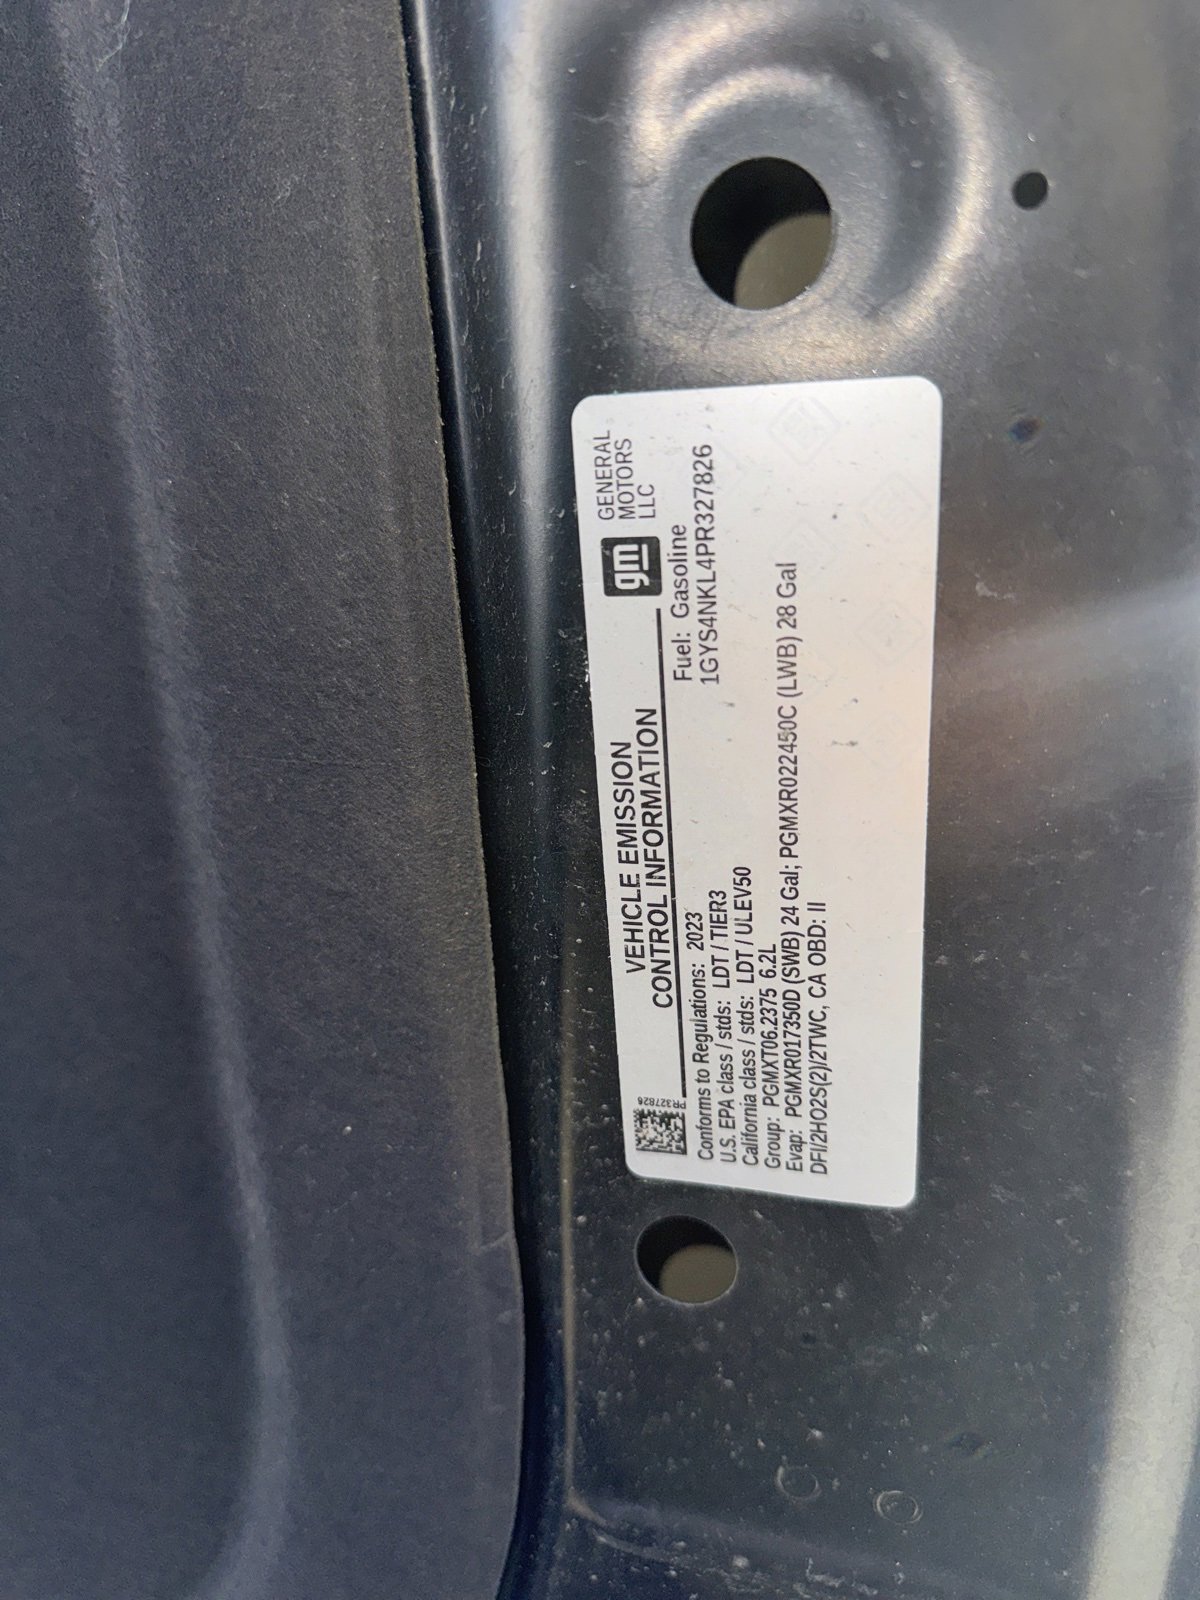 PR327826
VEHICLE EMISSION
CONTROL INFORMATION
gm
GENERAL
MOTORS
LLC
Conforms to Regulations: 2023
Fuel: Gasoline
U.S. EPA class / stds: LDT / TIER3
1GYS4NKL4PR327826
California class / stds: LDT / ULEV50
Group: PGMXT06.2375 6.2L
Evap: PGMXR017350D (SWB) 24 Gal; PGMXR022450C (LWB) 28 Gal
DFI/2HO2S(2)/2TWC, CA OBD: II